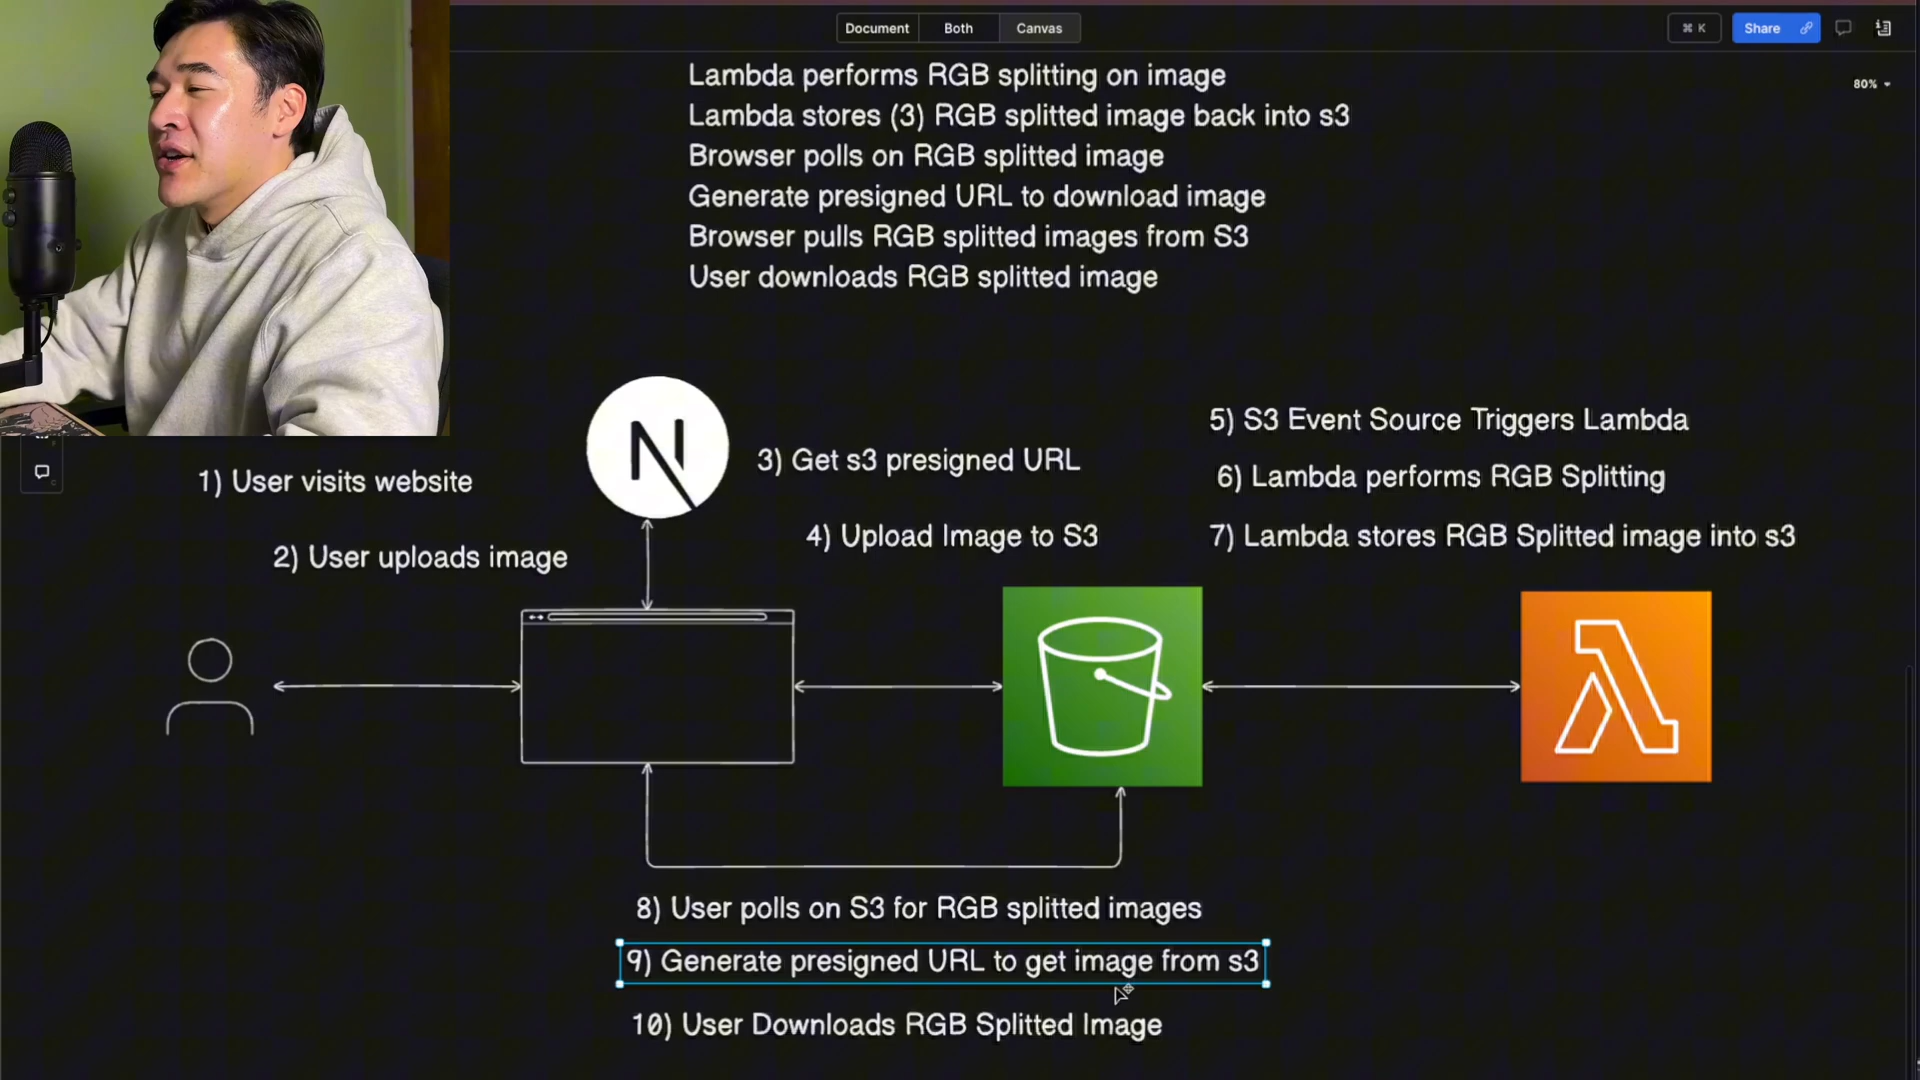 Document
Both
Canvas
⌘ K
Share
80%
Lambda performs RGB splitting on image
Lambda stores (3) RGB splitted image back into s3
Browser polls on RGB splitted image
Generate presigned URL to download image
Browser pulls RGB splitted images from S3
User downloads RGB splitted image
1) User visits website
2) User uploads image
3) Get s3 presigned URL
4) Upload Image to S3
5) S3 Event Source Triggers Lambda
6) Lambda performs RGB Splitting
7) Lambda stores RGB Splitted image into s3
8) User polls on S3 for RGB splitted images
9) Generate presigned URL to get image from s3
10) User Downloads RGB Splitted Image